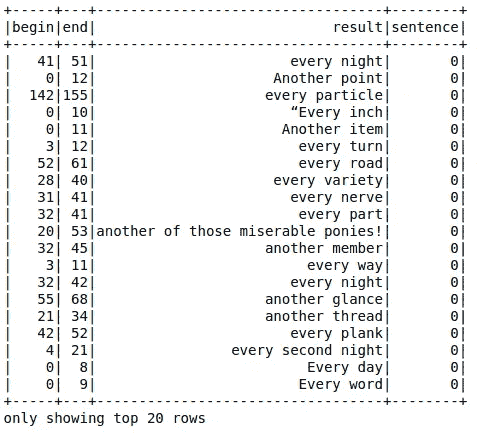 +-----+---+----------------------------------+--------+
|begin|end|                            result|sentence|
+-----+---+----------------------------------+--------+
|   41| 51|                       every night|       0|
|    0| 12|                     Another point|       0|
|  142|155|                    every particle|       0|
|    0| 10|                       “Every inch|       0|
|    0| 11|                      Another item|       0|
|    3| 12|                        every turn|       0|
|   52| 61|                        every road|       0|
|   28| 40|                     every variety|       0|
|   31| 41|                       every nerve|       0|
|   32| 41|                        every part|       0|
|   20| 53|another of those miserable ponies!|       0|
|   32| 45|                    another member|       0|
|    3| 11|                         every way|       0|
|   32| 42|                       every night|       0|
|   55| 68|                    another glance|       0|
|   21| 34|                    another thread|       0|
|   42| 52|                       every plank|       0|
|    4| 21|                every second night|       0|
|    0|  8|                         Every day|       0|
|    0|  9|                        Every word|       0|
+-----+---+----------------------------------+--------+
only showing top 20 rows